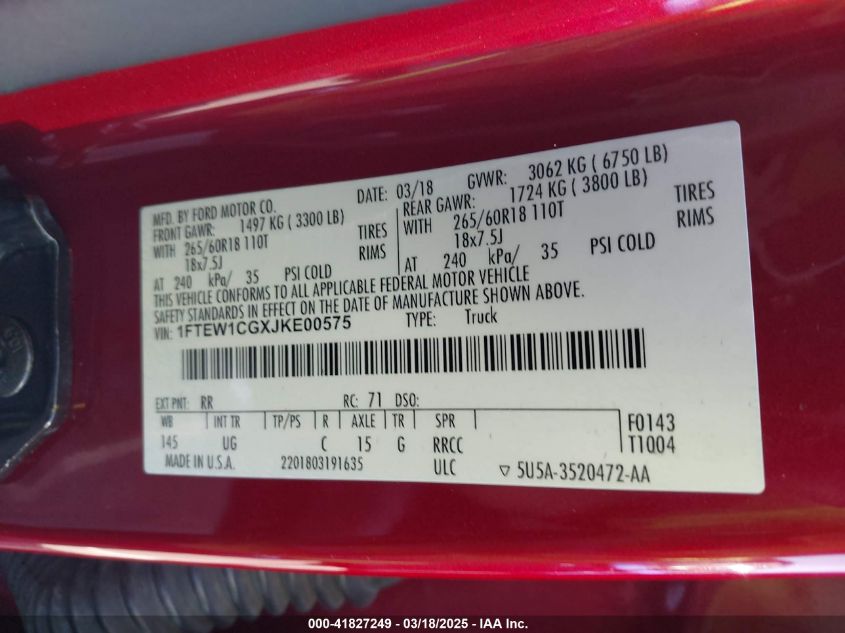 MFD. BY FORD MOTOR CO.
DATE: 03/18 GVWR: 3062 KG ( 6750 LB)
FRONT GAWR: 1497 KG ( 3300 LB)
WITH 265/60R18 110T TIRES
18x7.5J RIMS
AT 240 kPa/ 35 PSI COLD
REAR GAWR: 1724 KG ( 3800 LB)
WITH 265/60R18 110T TIRES
18x7.5J RIMS
AT 240 kPa/ 35 PSI COLD
THIS VEHICLE CONFORMS TO ALL APPLICABLE FEDERAL MOTOR VEHICLE
SAFETY STANDARDS IN EFFECT ON THE DATE OF MANUFACTURE SHOWN ABOVE.
VIN: 1FTEW1CGXJKE00575 TYPE: Truck
EXT PNT: RR RC: 71 DSO:
WB INT TR TP/PS R AXLE TR SPR F0143
145 UG C 15 G RRCC T1004
MADE IN U.S.A. 2201803191635 ULC ▽ 5U5A-3520472-AA
000-41827249 - 03/18/2025 - IAA, Inc.